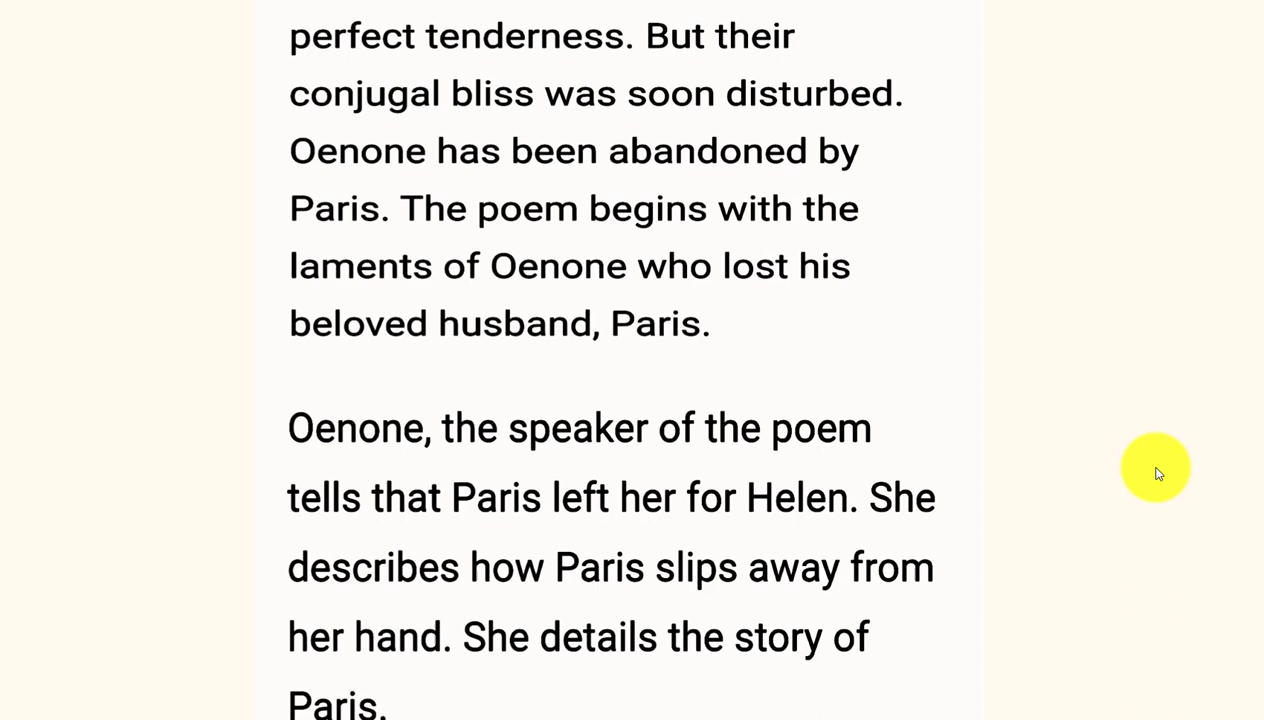 perfect tenderness. But their
conjugal bliss was soon disturbed.
Oenone has been abandoned by
Paris. The poem begins with the
laments of Oenone who lost his
beloved husband, Paris.
Oenone, the speaker of the poem
tells that Paris left her for Helen. She
describes how Paris slips away from
her hand. She details the story of
Paris.